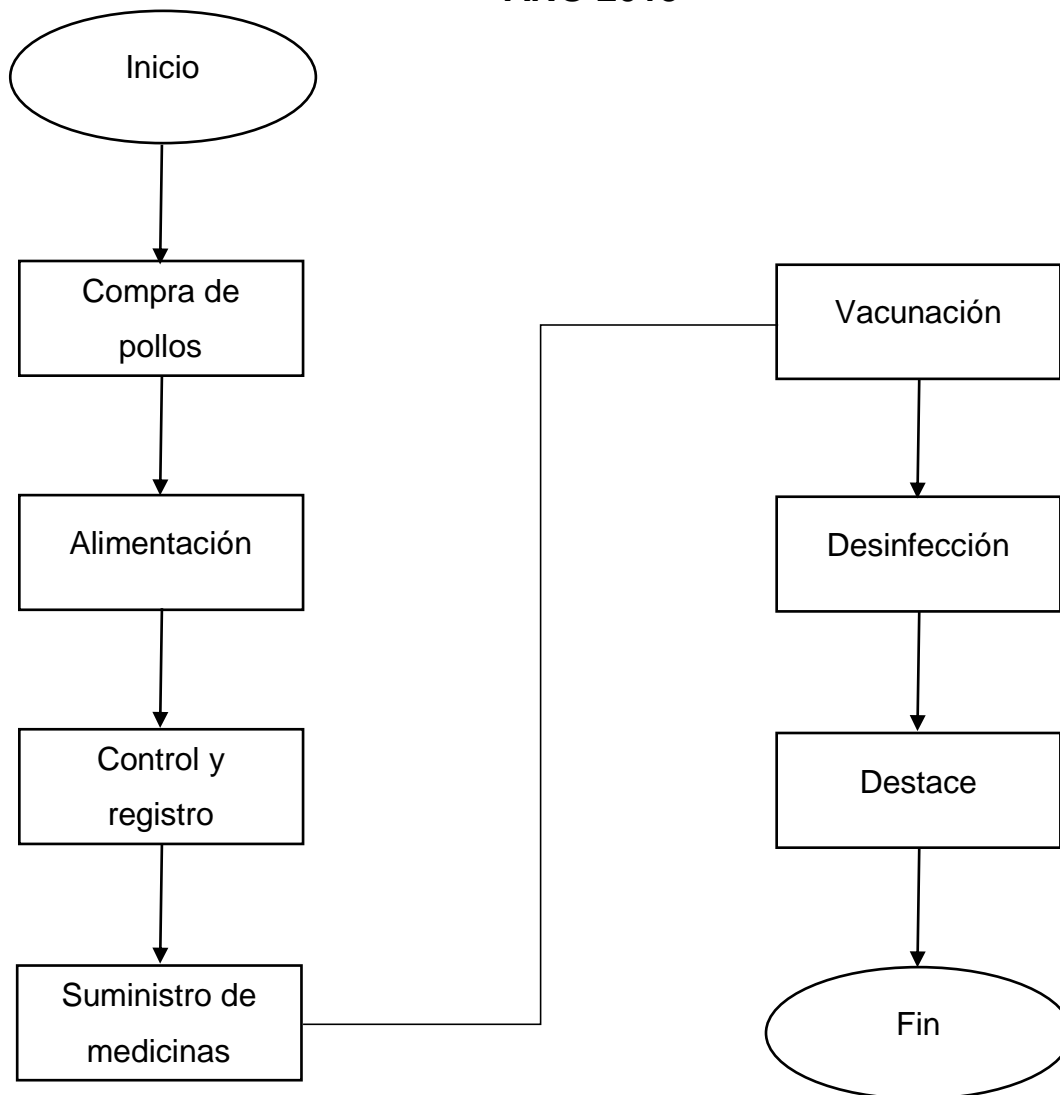 Inicio
Compra de
pollos
Alimentación
Control y
registro
Suministro de
medicinas
Vacunación
Desinfección
Destace
Fin